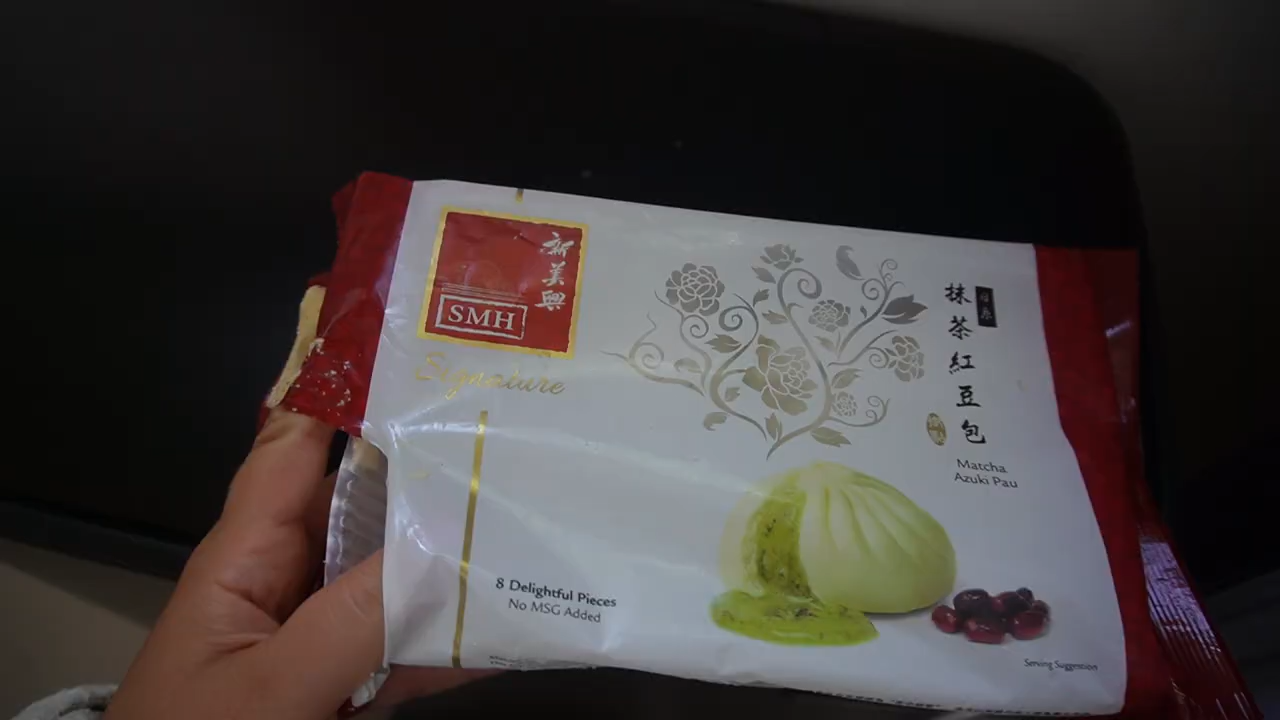 新美興
SMH
Signature
抹茶紅豆包
Matcha
Azuki Pau
8 Delightful Pieces
No MSG Added
Serving Suggestion